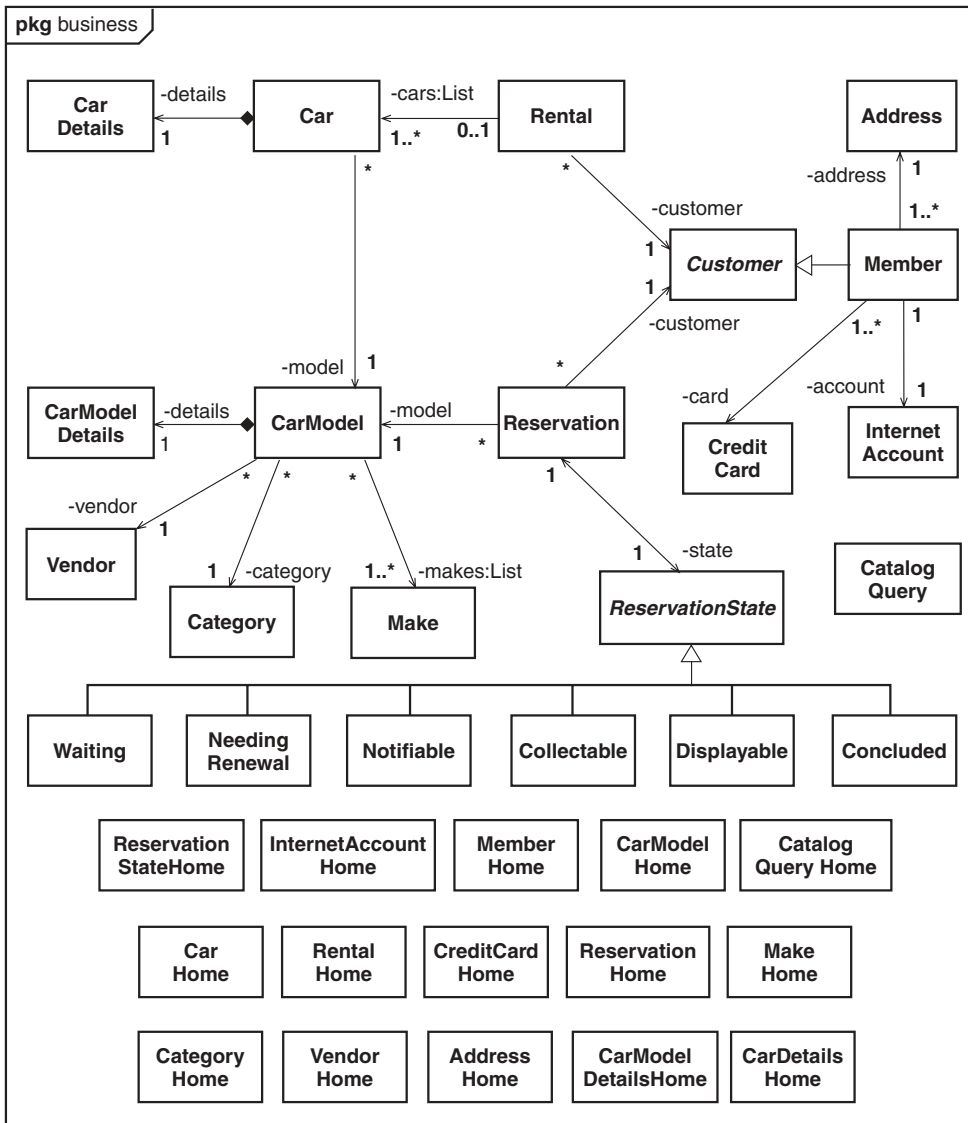 pkg business
-details
-cars:List
Car
Details
Car
Rental
Address
1
1..*
0..1
1
*
*
-address
1..*
-customer
1
Customer
Member
1
1..*
1
-customer
-model
1
*
-card
-account
1
CarModel
Details
-details
CarModel
-model
Reservation
1
1
*
Credit
Card
Internet
Account
*
*
*
1
-vendor
1
Vendor
1
-category
1..*
-makes:List
1
-state
Catalog
Query
Category
Make
ReservationState
Waiting
Needing
Renewal
Notifiable
Collectable
Displayable
Concluded
Reservation
StateHome
InternetAccount
Home
Member
Home
CarModel
Home
Catalog
Query Home
Car
Home
Rental
Home
CreditCard
Home
Reservation
Home
Make
Home
Category
Home
Vendor
Home
Address
Home
CarModel
DetailsHome
CarDetails
Home